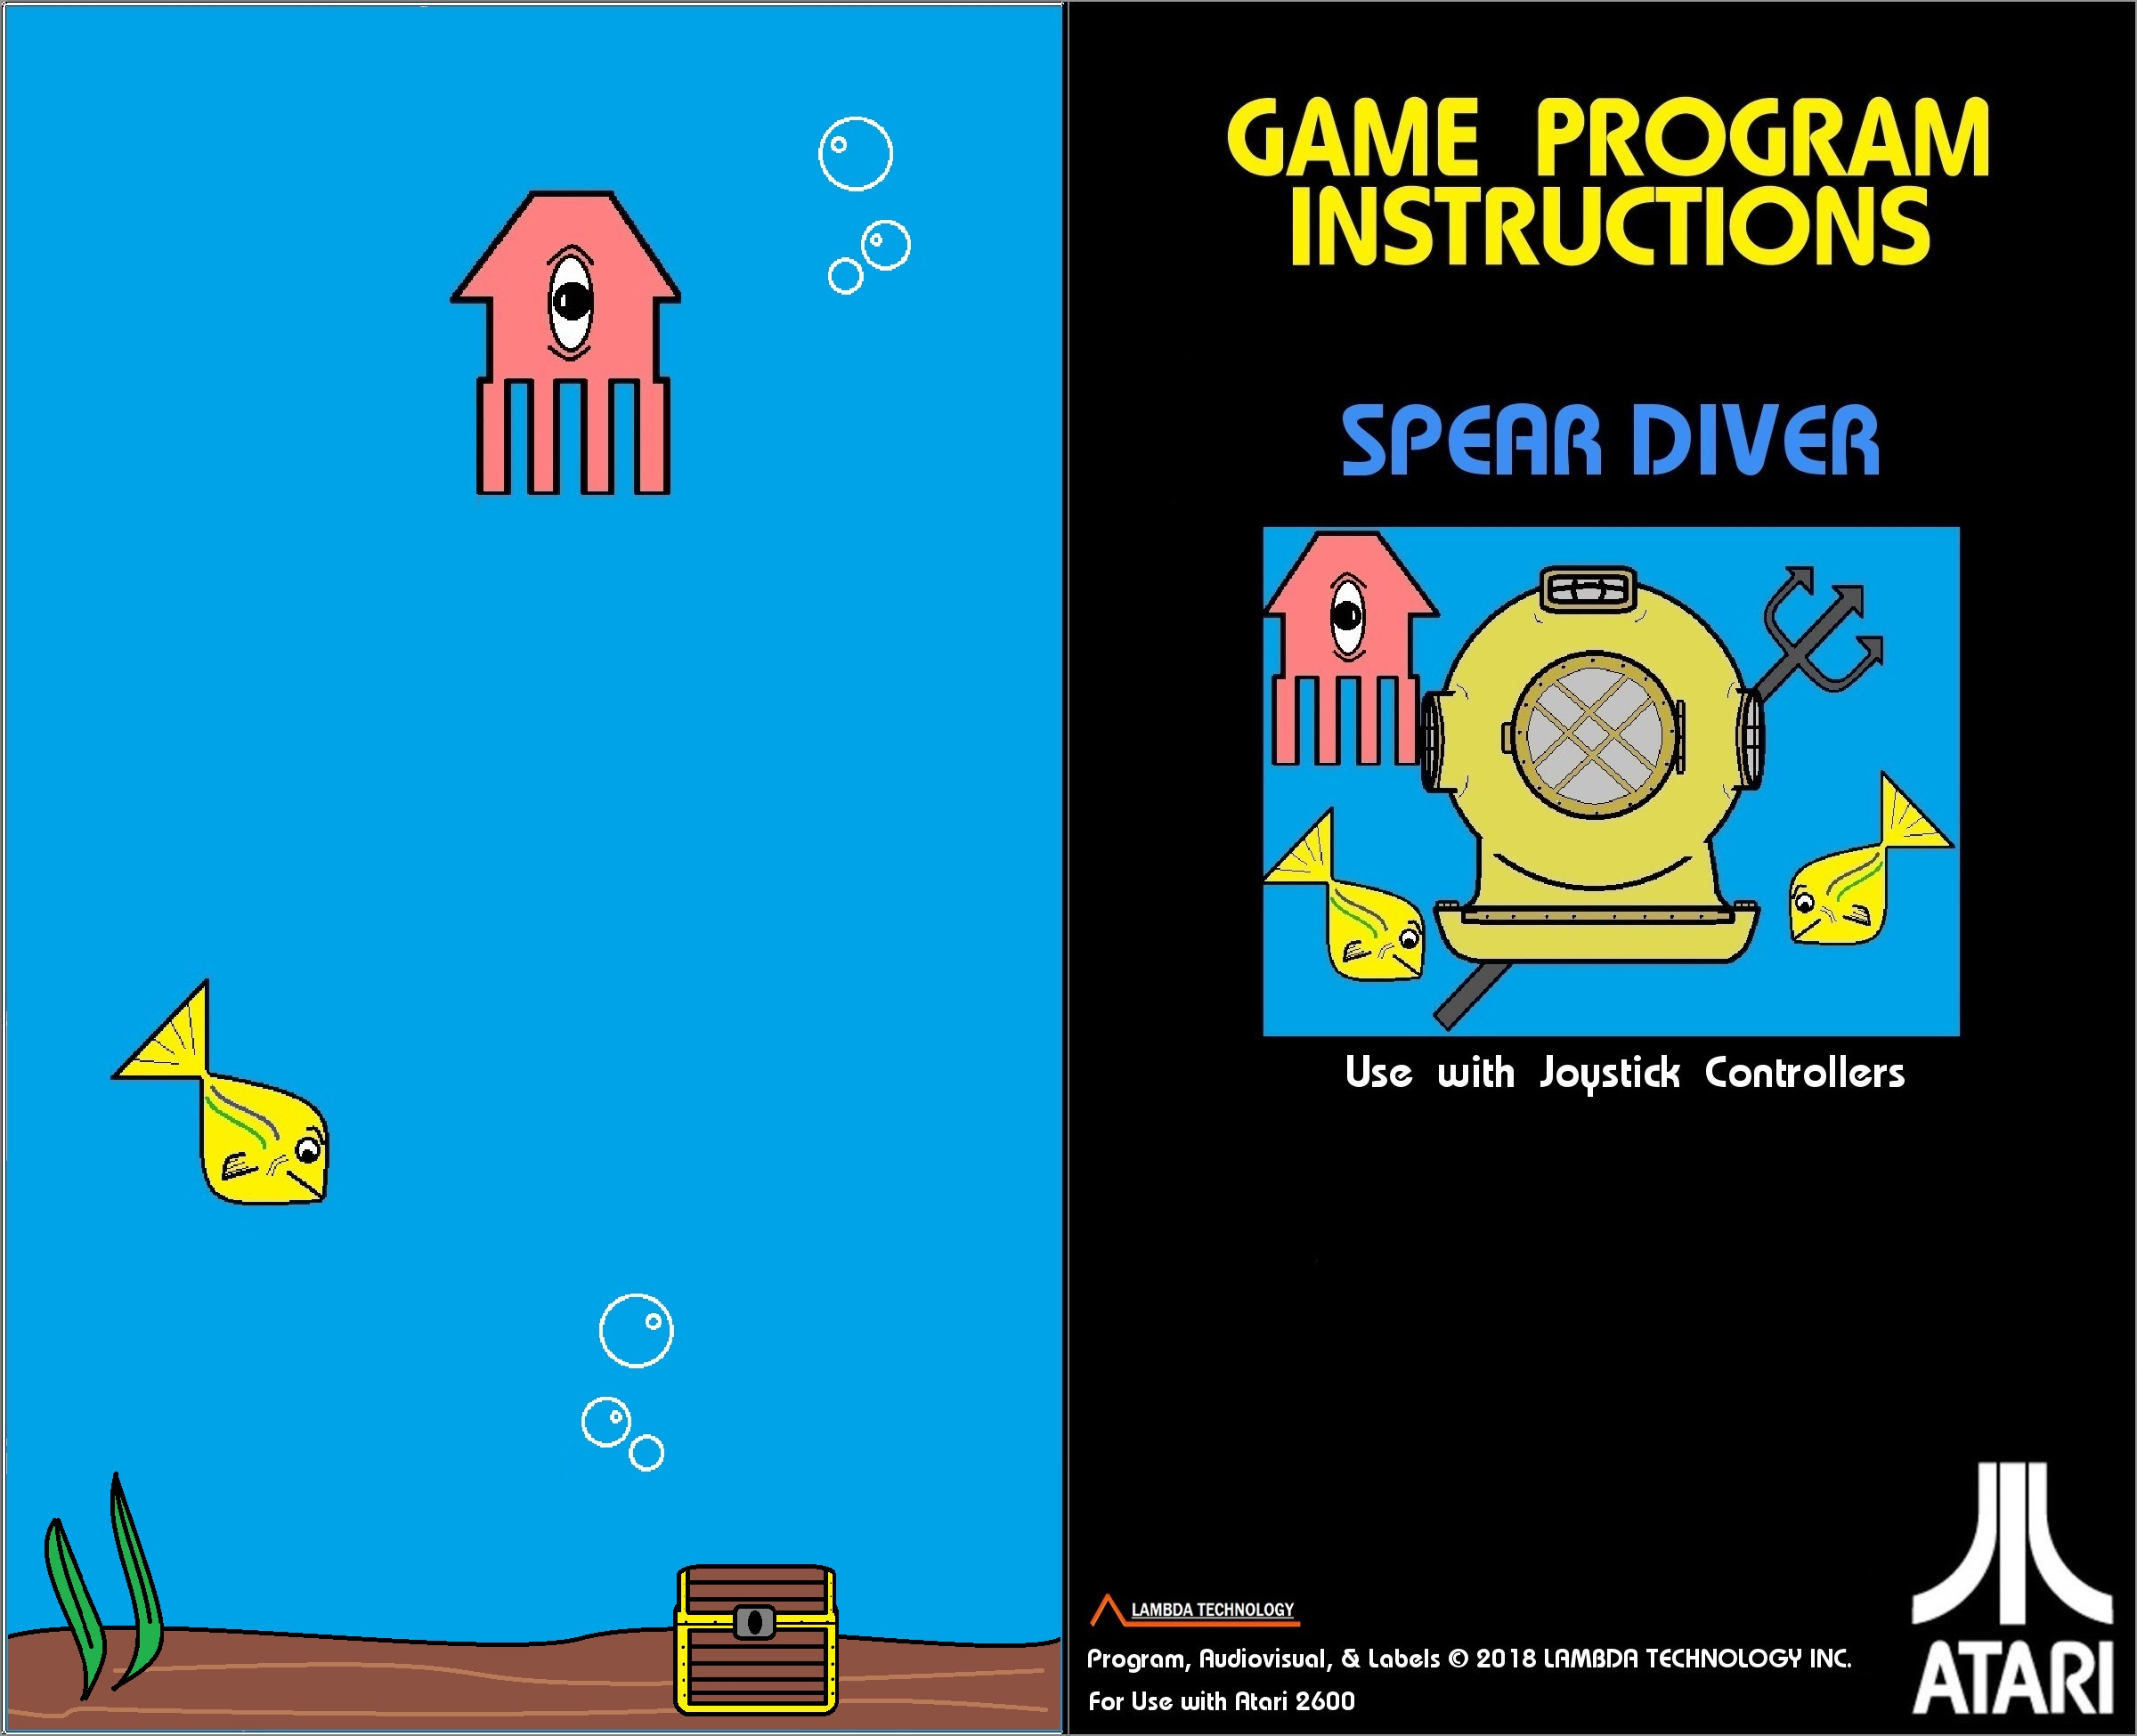 GAME PROGRAM
INSTRUCTIONS
SPEAR DIVER
Use with Joystick Controllers
LAMBDA TECHNOLOGY
Program, Audiovisual, & Labels © 2018 LAMBDA TECHNOLOGY INC.
For Use with Atari 2600
ATARI